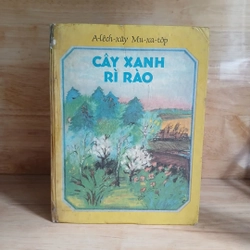 A-lếch-xây Mu-xa-tốp
CÂY XANH
RÌ RÀO